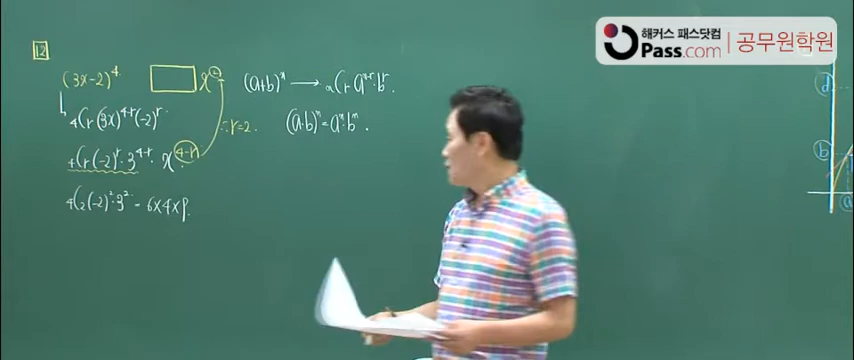 해커스 패스닷컴
Pass.com | 공무원학원
12
(3x-2)⁴ □x² (a+b)ⁿ → ₙCᵣ aⁿ⁻ʳ·bʳ.
₄Cᵣ(3x)⁴⁻ʳ(-2)ʳ ∴r=2. (a·b)ⁿ=aⁿ·bⁿ.
₄Cᵣ(-2)ʳ·3⁴⁻ʳ·x⁴⁻ʳ
₄C₂(-2)²·3² = 6×4×9.
d
b
a